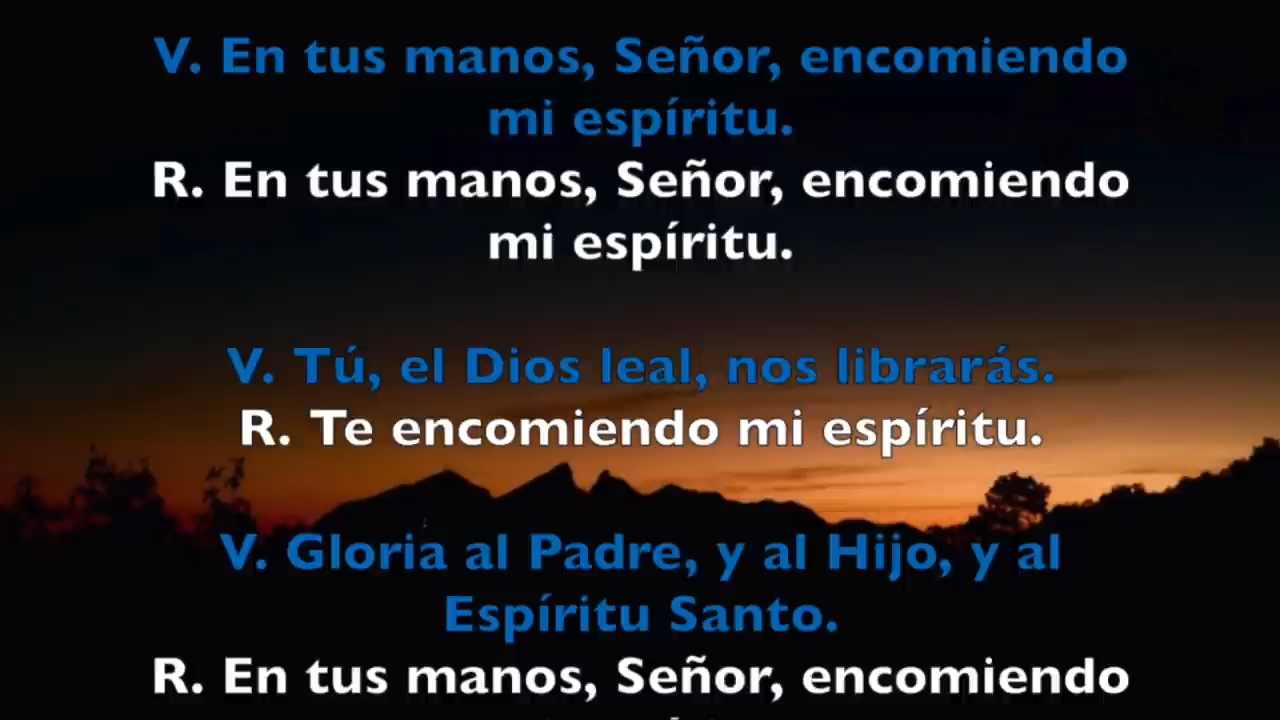 V. En tus manos, Señor, encomiendo
mi espíritu.
R. En tus manos, Señor, encomiendo
mi espíritu.
V. Tú, el Dios leal, nos librarás.
R. Te encomiendo mi espíritu.
V. Gloria al Padre, y al Hijo, y al
Espíritu Santo.
R. En tus manos, Señor, encomiendo